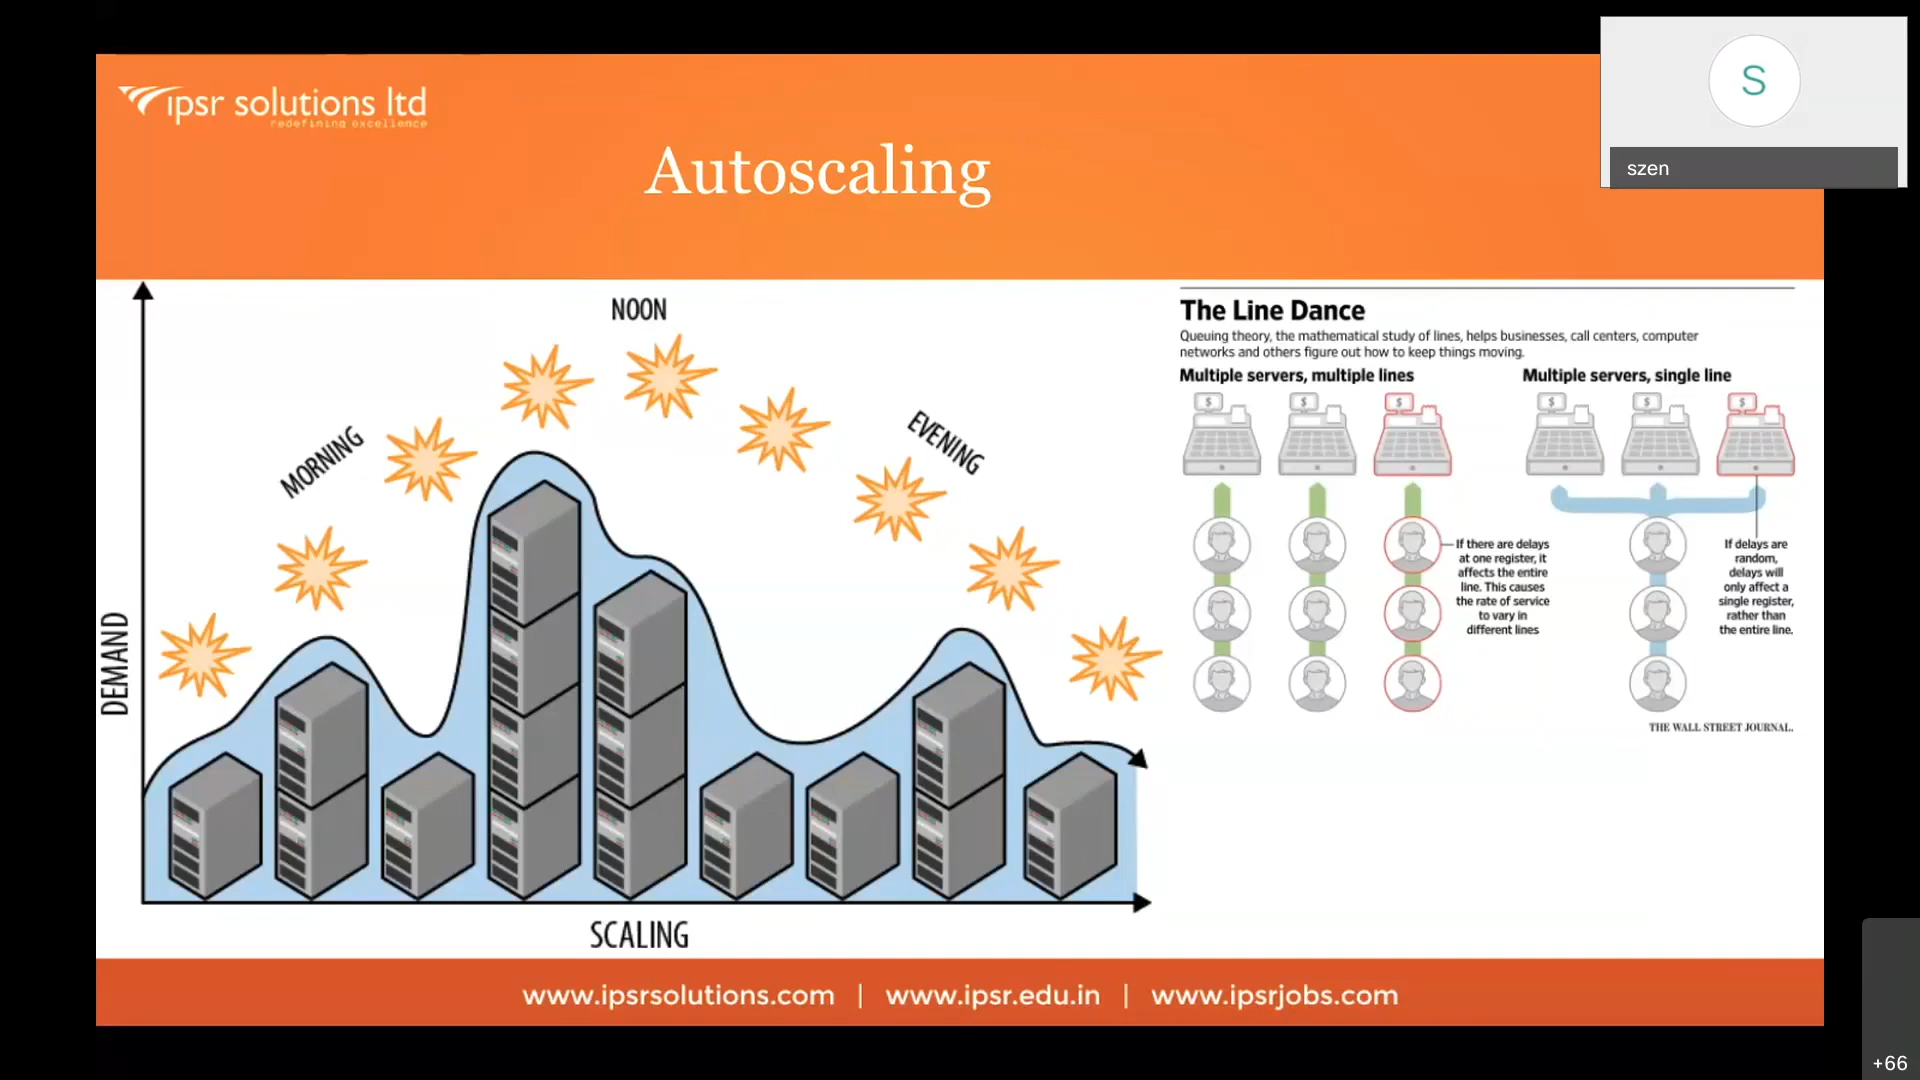 ipsr solutions ltd
redefining excellence
Autoscaling
S
szen
NOON
MORNING
EVENING
DEMAND
SCALING
The Line Dance
Queuing theory, the mathematical study of lines, helps businesses, call centers, computer
networks and others figure out how to keep things moving.
Multiple servers, multiple lines
$
$
$
If there are delays
at one register, it
affects the entire
line. This causes
the rate of service
to vary in
different lines
Multiple servers, single line
$
$
$
If delays are
random,
delays will
only affect a
single register,
rather than
the entire line.
THE WALL STREET JOURNAL.
www.ipsrsolutions.com | www.ipsr.edu.in | www.ipsrjobs.com
+66